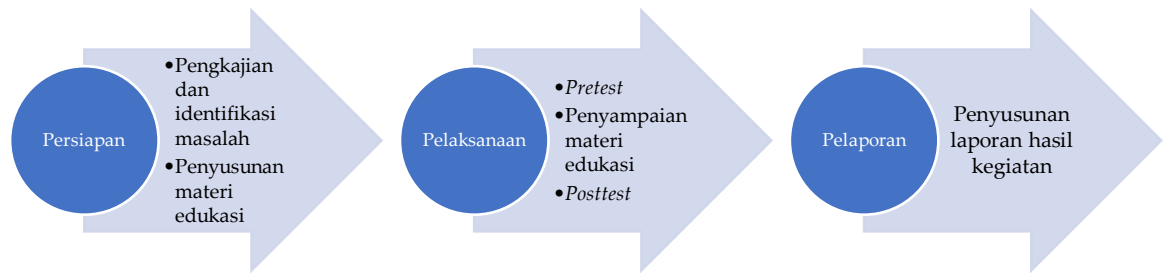 Persiapan
•Pengkajian
dan
identifikasi
masalah
•Penyusunan
materi
edukasi
Pelaksanaan
•Pretest
•Penyampaian
materi
edukasi
•Posttest
Pelaporan
Penyusunan
laporan hasil
kegiatan